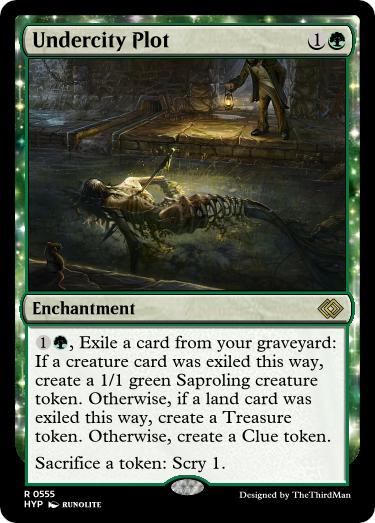 Undercity Plot 1
Enchantment
1, Exile a card from your graveyard:
If a creature card was exiled this way,
create a 1/1 green Saproling creature
token. Otherwise, if a land card was
exiled this way, create a Treasure
token. Otherwise, create a Clue token.
Sacrifice a token: Scry 1.
R 0555
HYP RUNOLITE
Designed by TheThirdMan